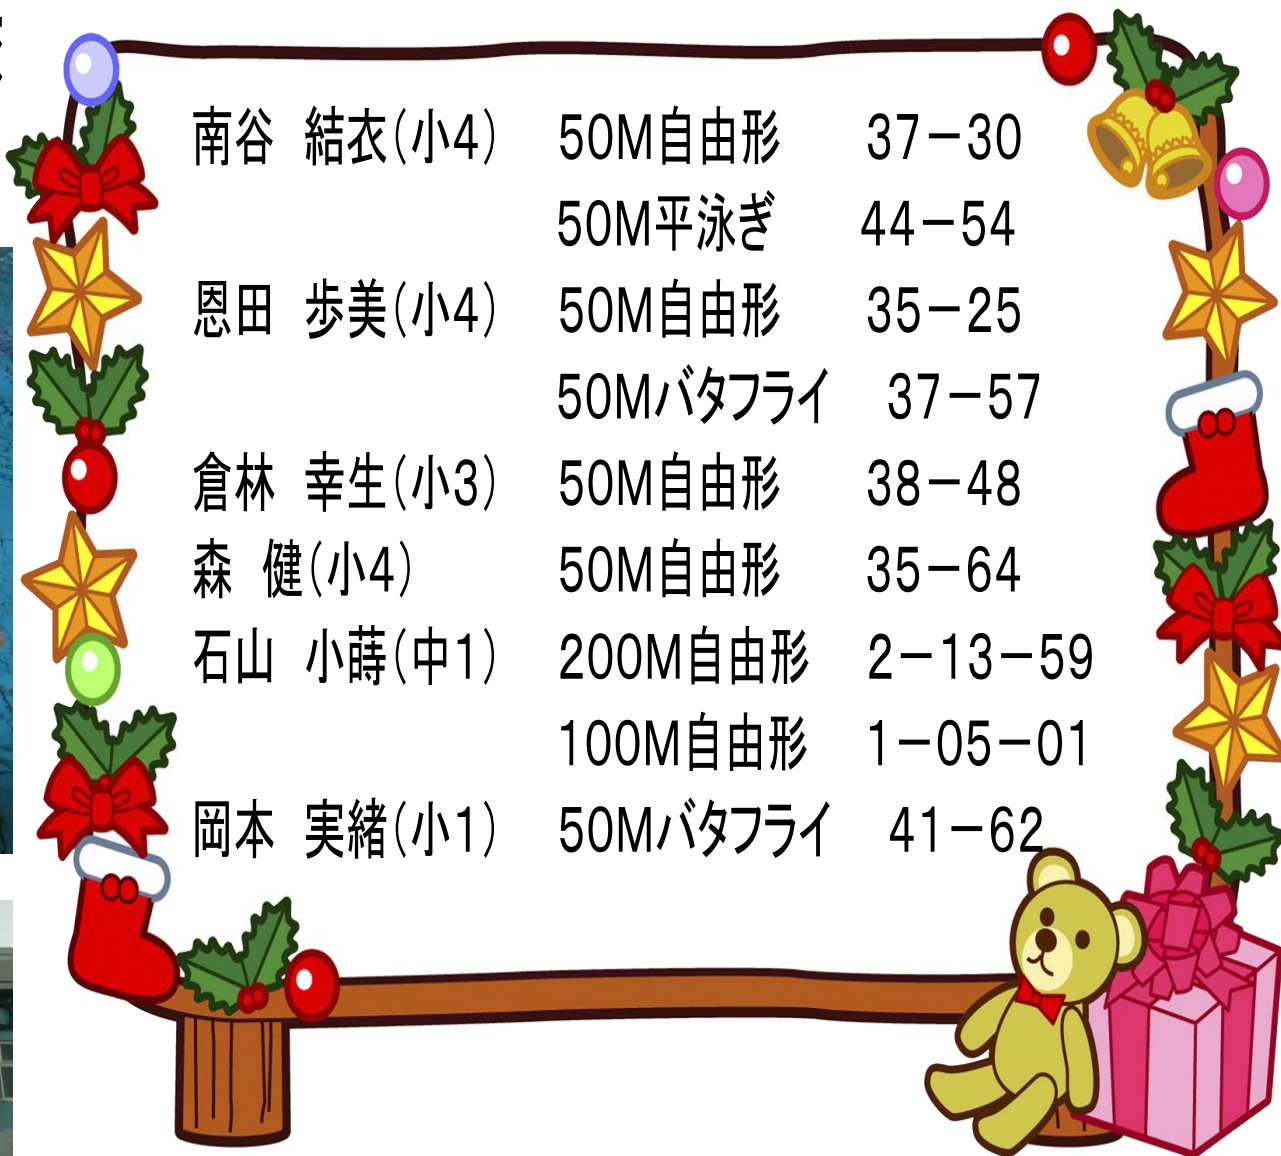 南谷　結衣(小4)　50M自由形　37－30
50M平泳ぎ　44－54
恩田　歩美(小4)　50M自由形　35－25
50Mバタフライ　37－57
倉林　幸生(小3)　50M自由形　38－48
森　健(小4)　50M自由形　35－64
石山　小蒔(中1)　200M自由形　2－13－59
100M自由形　1－05－01
岡本　実緒(小1)　50Mバタフライ　41－62